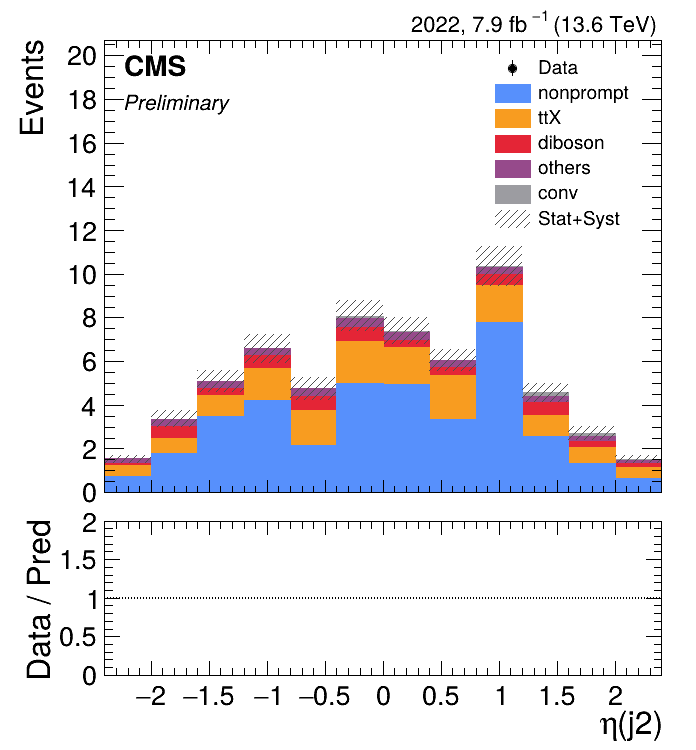 2022, 7.9 fb⁻¹ (13.6 TeV)
CMS
Preliminary
Data
nonprompt
ttX
diboson
others
conv
Stat+Syst
Events
20
18
16
14
12
10
8
6
4
2
0
Data / Pred
2
1.5
1
0.5
0
−2 −1.5 −1 −0.5 0 0.5 1 1.5 2
η(j2)